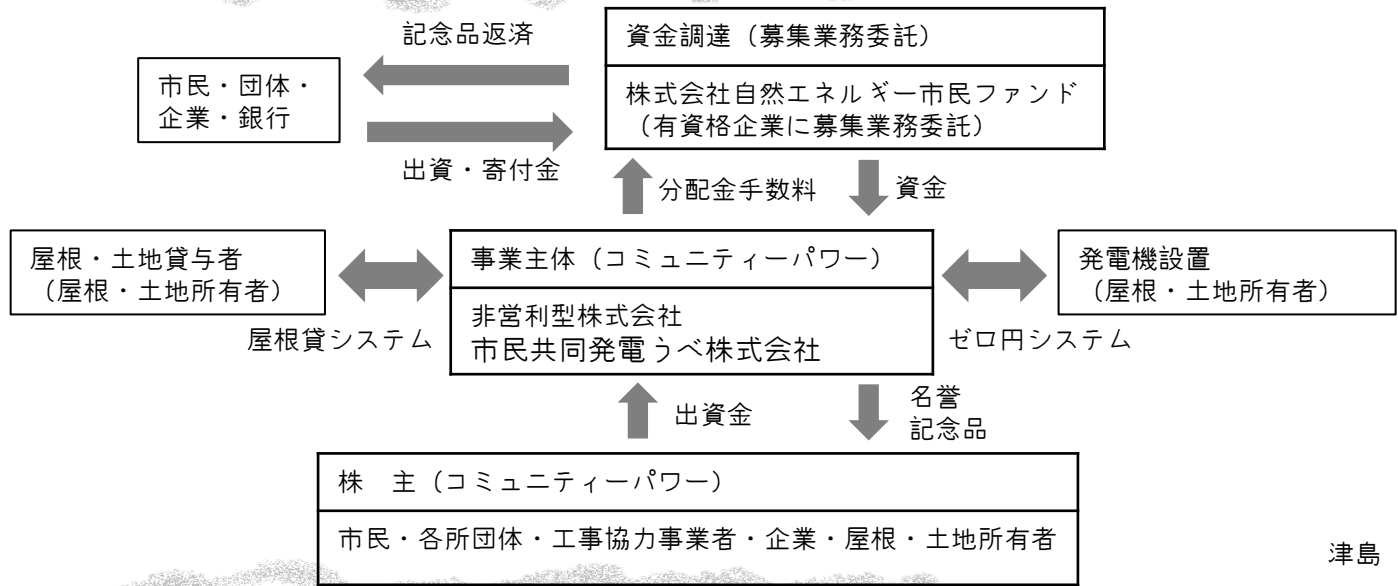 記念品返済
資金調達（募集業務委託）
市民・団体・
企業・銀行
株式会社自然エネルギー市民ファンド
（有資格企業に募集業務委託）
出資・寄付金
分配金手数料
資金
屋根・土地貸与者
（屋根・土地所有者）
事業主体（コミュニティーパワー）
発電機設置
（屋根・土地所有者）
非営利型株式会社
市民共同発電うべ株式会社
屋根貸システム
ゼロ円システム
出資金
名誉
記念品
株　主（コミュニティーパワー）
市民・各所団体・工事協力事業者・企業・屋根・土地所有者
津島